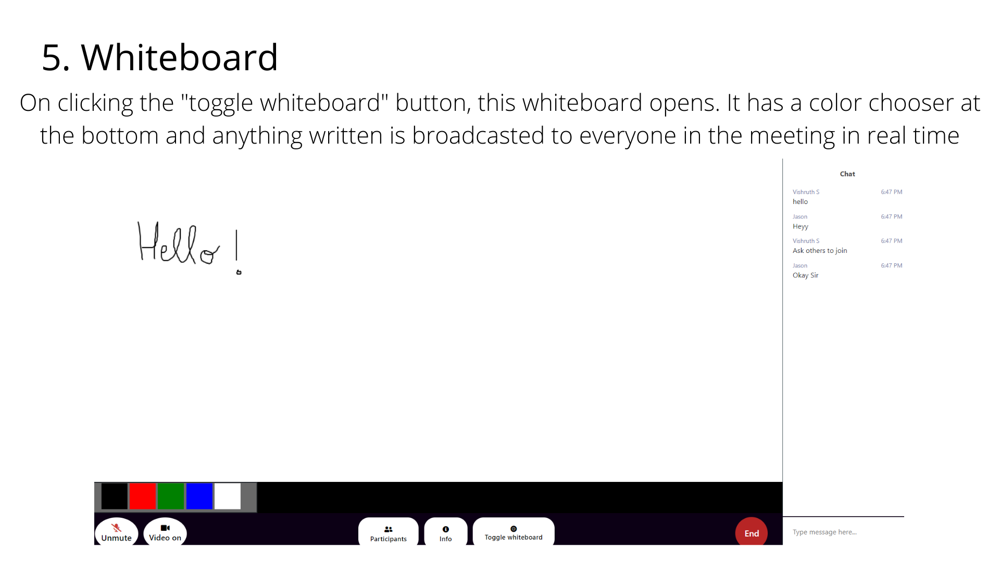 5. Whiteboard
On clicking the "toggle whiteboard" button, this whiteboard opens. It has a color chooser at
the bottom and anything written is broadcasted to everyone in the meeting in real time
Hello!
Chat
Vishruth S 6:47 PM
hello
Jason 6:47 PM
Heyy
Vishruth S 6:47 PM
Ask others to join
Jason 6:47 PM
Okay Sir
Unmute
Video on
Participants
Info
Toggle whiteboard
End
Type message here...